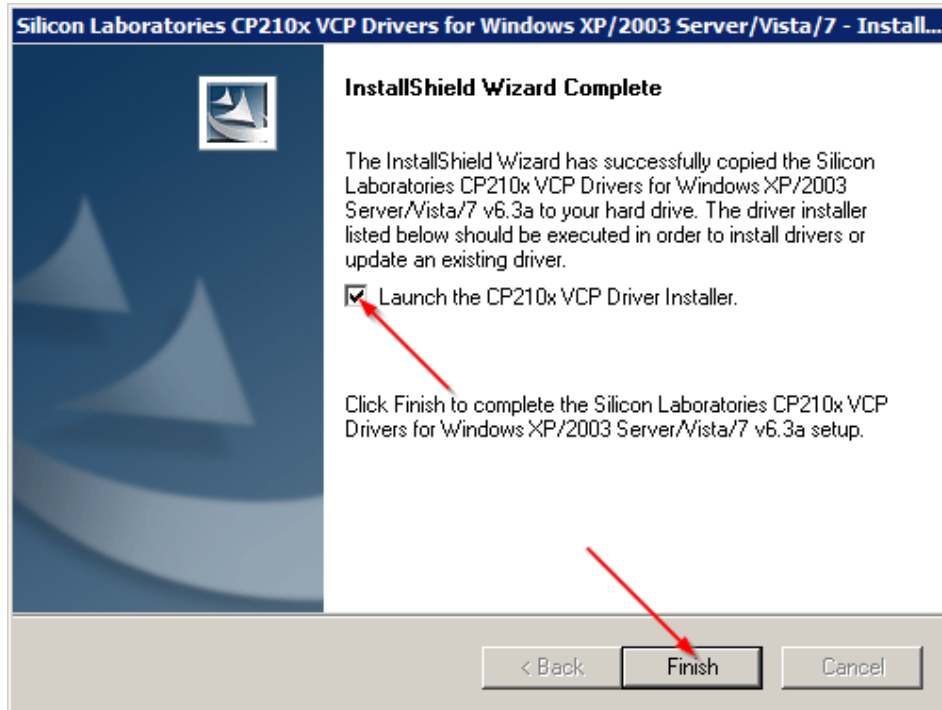 Silicon Laboratories CP210x VCP Drivers for Windows XP/2003 Server/Vista/7 - Install...
InstallShield Wizard Complete
The InstallShield Wizard has successfully copied the Silicon
Laboratories CP210x VCP Drivers for Windows XP/2003
Server/Vista/7 v6.3a to your hard drive. The driver installer
listed below should be executed in order to install drivers or
update an existing driver.
Launch the CP210x VCP Driver Installer.
Click Finish to complete the Silicon Laboratories CP210x VCP
Drivers for Windows XP/2003 Server/Vista/7 v6.3a setup.
< Back Finish Cancel